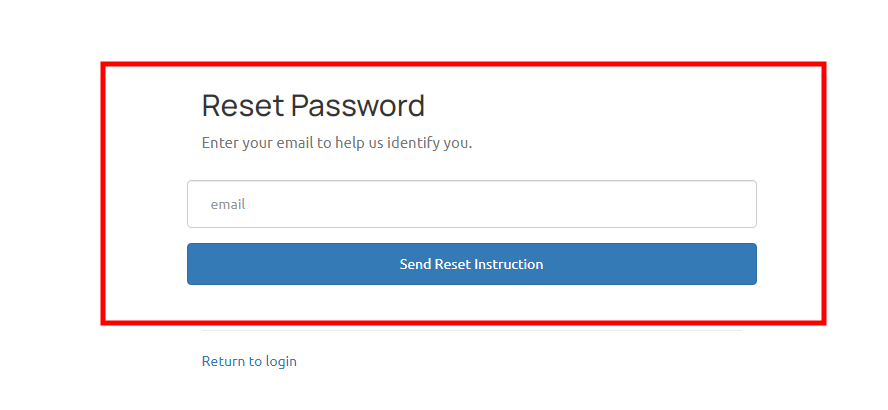 Reset Password
Enter your email to help us identify you.
email
Send Reset Instruction
Return to login